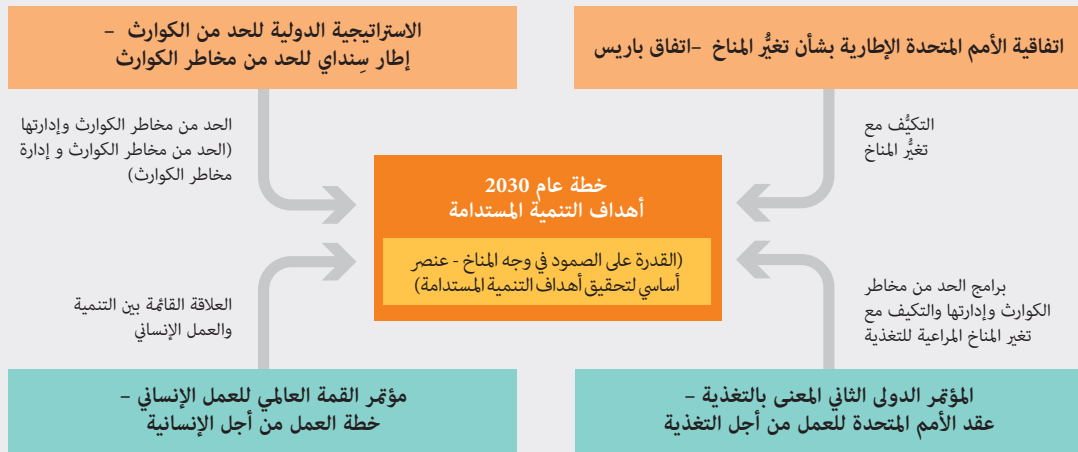 اتفاقية الأمم المتحدة الإطارية بشأن تغيُّر المناخ –اتفاق باريس
الاستراتيجية الدولية للحد من الكوارث –
إطار سِنداي للحد من مخاطر الكوارث
التكيُّف مع
تغيُّر المناخ
الحد من مخاطر الكوارث وإدارتها
(الحد من مخاطر الكوارث و إدارة
مخاطر الكوارث)
خطة عام 2030
أهداف التنمية المستدامة
(القدرة على الصمود في وجه المناخ - عنصر
أساسي لتحقيق أهداف التنمية المستدامة)
برامج الحد من مخاطر
الكوارث وإدارتها والتكيف مع
تغير المناخ المراعية للتغذية
العلاقة القائمة بين التنمية
والعمل الإنساني
المؤتمر الدولى الثاني المعنى بالتغذية –
عقد الأمم المتحدة للعمل من أجل التغذية
مؤتمر القمة العالمي للعمل الإنساني –
خطة العمل من أجل الإنسانية